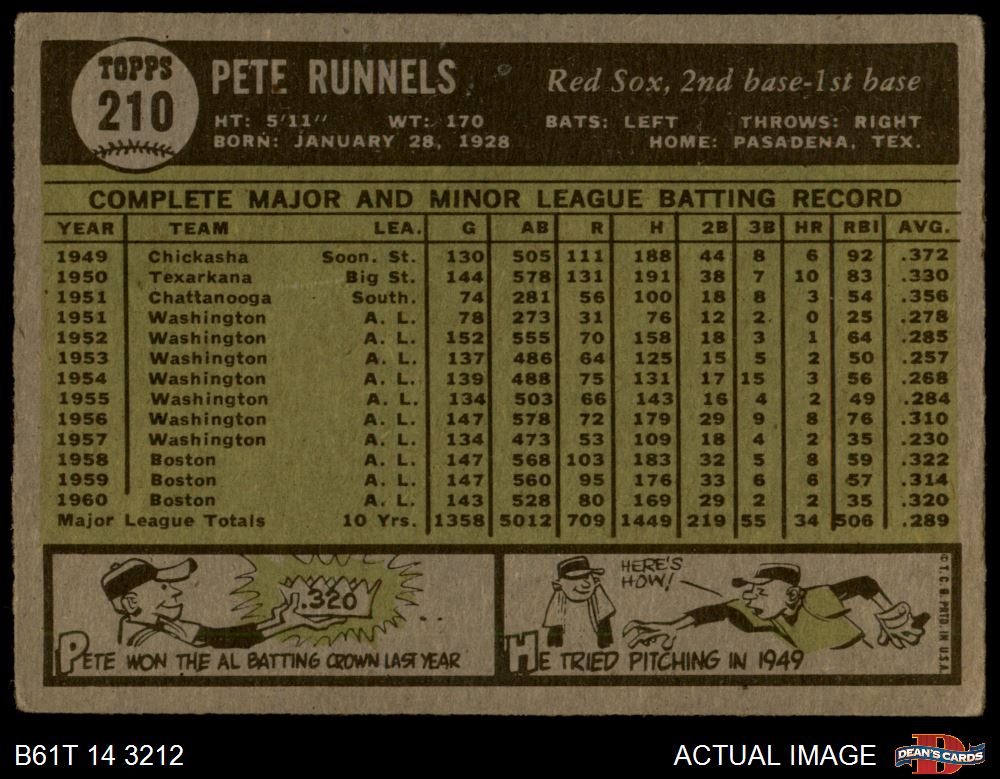 TOPPS
210
PETE RUNNELS
Red Sox, 2nd base-1st base
HT: 5'11" WT: 170 BATS: LEFT THROWS: RIGHT
BORN: JANUARY 28, 1928 HOME: PASADENA, TEX.
COMPLETE MAJOR AND MINOR LEAGUE BATTING RECORD
YEAR TEAM LEA. G AB R H 2B 3B HR RBI AVG.
1949 Chickasha Soon. St. 130 505 111 188 44 8 6 92 .372
1950 Texarkana Big St. 144 578 131 191 38 7 10 83 .330
1951 Chattanooga South. 74 281 56 100 18 8 3 54 .356
1951 Washington A. L. 78 273 31 76 12 2 0 25 .278
1952 Washington A. L. 152 555 70 158 18 3 1 64 .285
1953 Washington A. L. 137 486 64 125 15 5 2 50 .257
1954 Washington A. L. 139 488 75 131 17 15 3 56 .268
1955 Washington A. L. 134 503 66 143 16 4 2 49 .284
1956 Washington A. L. 147 578 72 179 29 9 8 76 .310
1957 Washington A. L. 134 473 53 109 18 4 2 35 .230
1958 Boston A. L. 147 568 103 183 32 5 8 59 .322
1959 Boston A. L. 147 560 95 176 33 6 6 57 .314
1960 Boston A. L. 143 528 80 169 29 2 2 35 .320
Major League Totals 10 Yrs. 1358 5012 709 1449 219 55 34 506 .289
.320
PETE WON THE AL BATTING CROWN LAST YEAR
HERE'S
HOW!
HE TRIED PITCHING IN 1949
© T. C. G. PRTD. IN U.S.A.
B61T 14 3212
ACTUAL IMAGE
DEAN'S CARDS